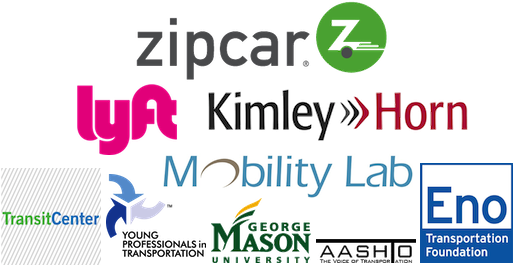 zipcar®
Z
lyft
Kimley»Horn
Mobility Lab
TransitCenter
™
YOUNG
PROFESSIONALS in
TRANSPORTATION
GEORGE
MASON
UNIVERSITY
AASHTO
THE VOICE OF TRANSPORTATION
Eno
Transportation
Foundation